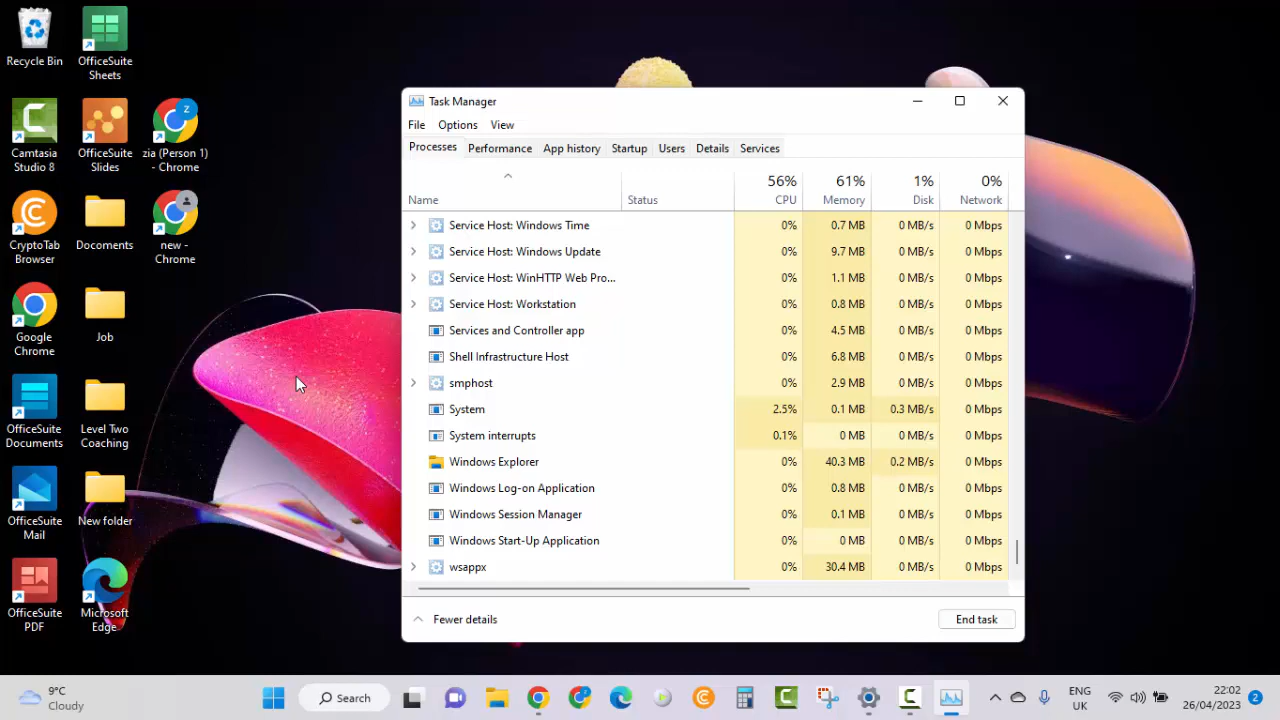 Recycle Bin
OfficeSuite
Sheets
Camtasia
Studio 8
OfficeSuite
Slides
z
zia (Person 1)
- Chrome
CryptoTab
Browser
Docoments
new -
Chrome
Google
Chrome
Job
OfficeSuite
Documents
Level Two
Coaching
OfficeSuite
Mail
New folder
OfficeSuite
PDF
Microsoft
Edge
Task Manager
File Options View
Processes Performance App history Startup Users Details Services
56% 61% 1% 0%
Name Status CPU Memory Disk Network
Service Host: Windows Time 0% 0.7 MB 0 MB/s 0 Mbps
Service Host: Windows Update 0% 9.7 MB 0 MB/s 0 Mbps
Service Host: WinHTTP Web Pro... 0% 1.1 MB 0 MB/s 0 Mbps
Service Host: Workstation 0% 0.8 MB 0 MB/s 0 Mbps
Services and Controller app 0% 4.5 MB 0 MB/s 0 Mbps
Shell Infrastructure Host 0% 6.8 MB 0 MB/s 0 Mbps
smphost 0% 2.9 MB 0 MB/s 0 Mbps
System 2.5% 0.1 MB 0.3 MB/s 0 Mbps
System interrupts 0.1% 0 MB 0 MB/s 0 Mbps
Windows Explorer 0% 40.3 MB 0.2 MB/s 0 Mbps
Windows Log-on Application 0% 0.8 MB 0 MB/s 0 Mbps
Windows Session Manager 0% 0.1 MB 0 MB/s 0 Mbps
Windows Start-Up Application 0% 0 MB 0 MB/s 0 Mbps
wsappx 0% 30.4 MB 0 MB/s 0 Mbps
Fewer details End task
9°C
Cloudy
Search
ENG
UK
22:02
26/04/2023
2